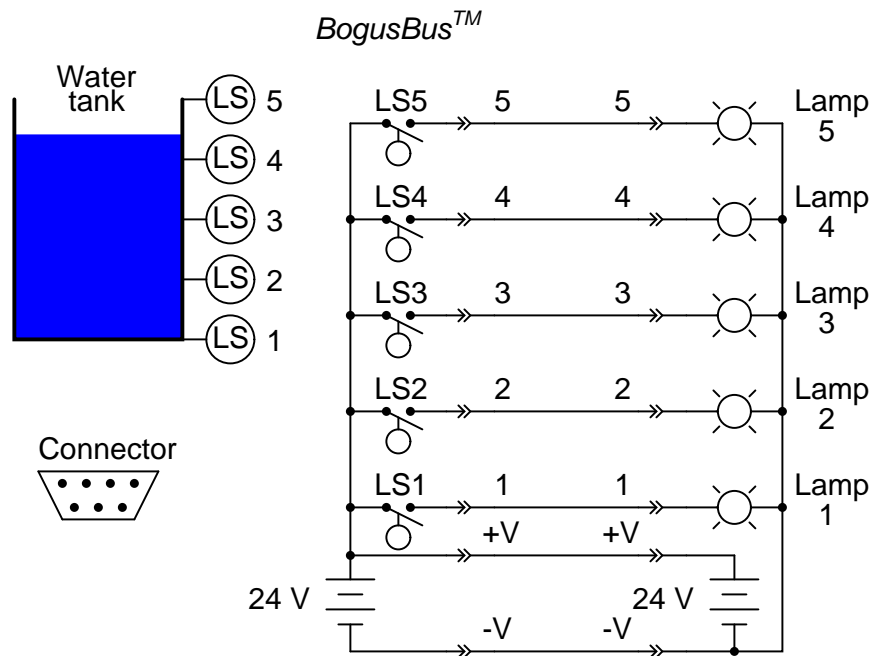 BogusBusTM
Water
tank
LS 5
LS 4
LS 3
LS 2
LS 1
Connector
LS5 5 5 Lamp
5
LS4 4 4 Lamp
4
LS3 3 3 Lamp
3
LS2 2 2 Lamp
2
LS1 1 1 Lamp
1
+V +V
24 V 24 V
-V -V